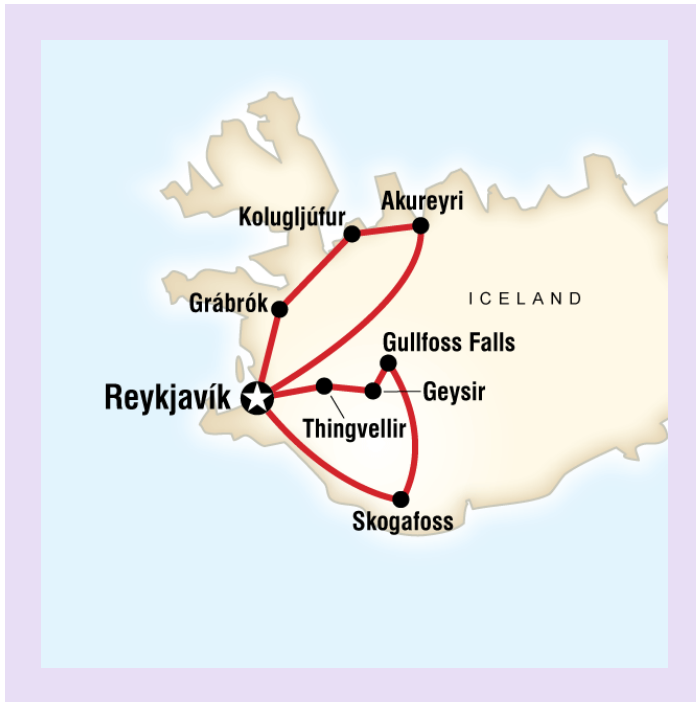 Akureyri
Kolugljúfur
ICELAND
Grábrók
Gullfoss Falls
Reykjavík
Geysir
Thingvellir
Skogafoss